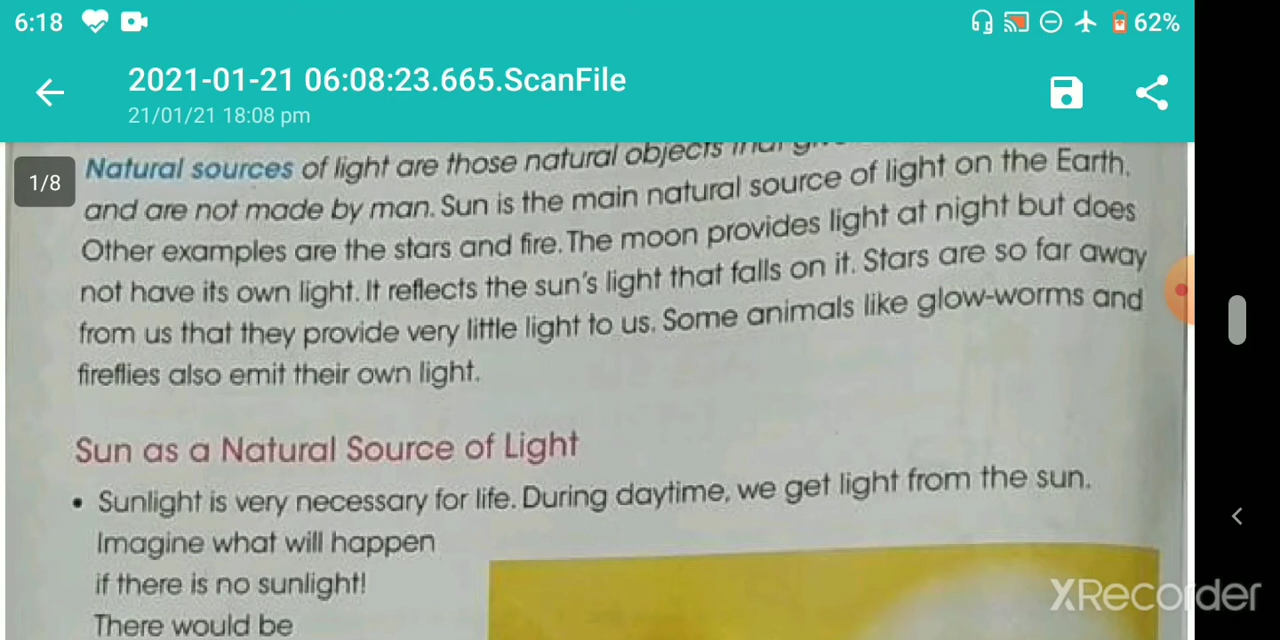 6:18 62%
2021-01-21 06:08:23.665.ScanFile
21/01/21 18:08 pm
1/8
Natural sources of light are those natural objects that
and are not made by man. Sun is the main natural source of light on the Earth.
Other examples are the stars and fire. The moon provides light at night but does
not have its own light. It reflects the sun's light that falls on it. Stars are so far away
from us that they provide very little light to us. Some animals like glow-worms and
fireflies also emit their own light.
Sun as a Natural Source of Light
• Sunlight is very necessary for life. During daytime, we get light from the sun.
Imagine what will happen
if there is no sunlight!
There would be
XRecorder